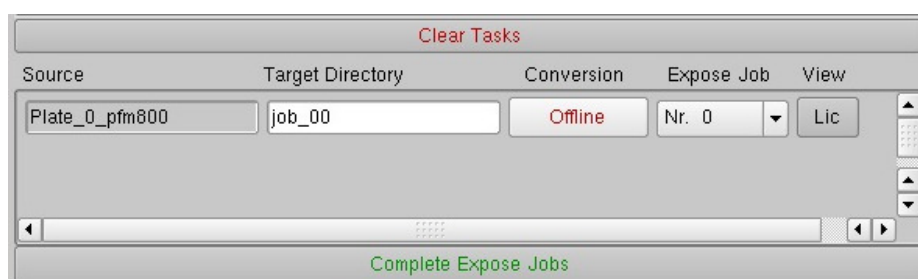 Clear Tasks
Source Target Directory Conversion Expose Job View
Plate_0_pfm800 job_00 Offline Nr. 0 Lic
Complete Expose Jobs